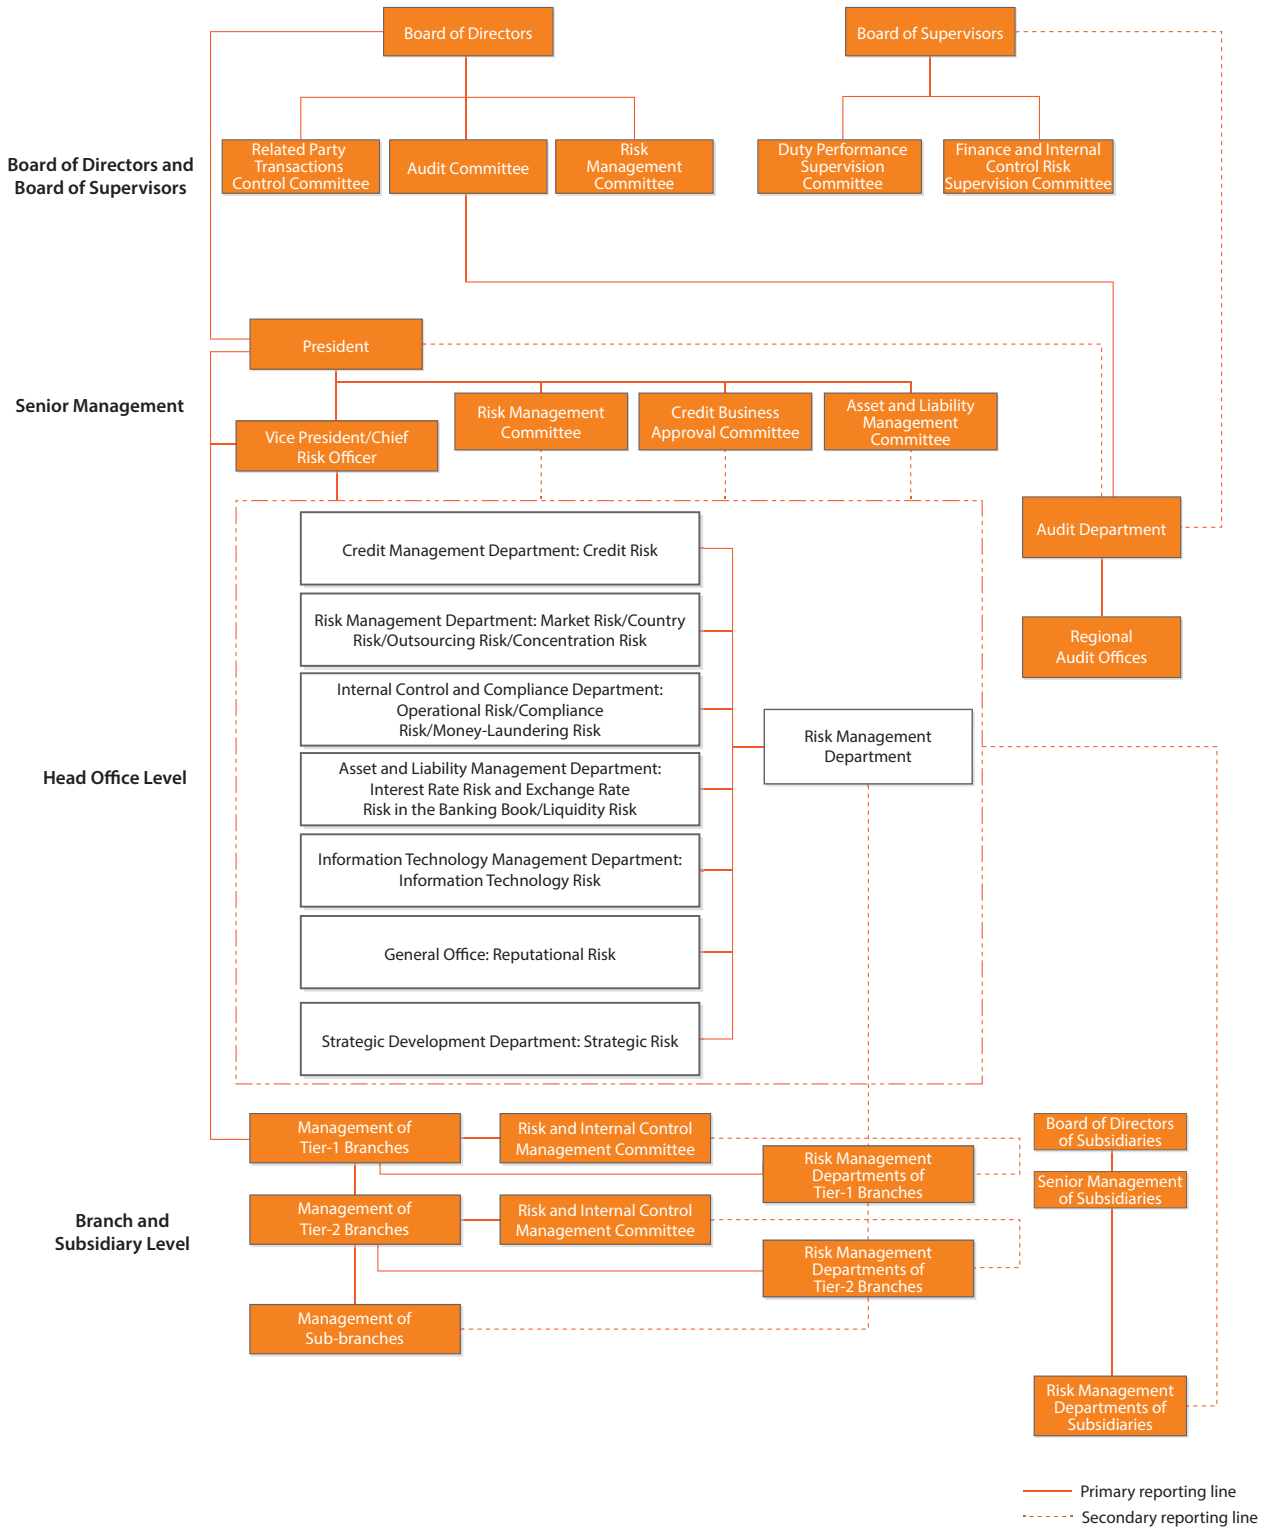 Board of Directors
Board of Supervisors
Board of Directors and
Board of Supervisors
Related Party
Transactions
Control Committee
Audit Committee
Risk
Management
Committee
Duty Performance
Supervision
Committee
Finance and Internal
Control Risk
Supervision Committee
President
Senior Management
Vice President/Chief
Risk Officer
Risk Management
Committee
Credit Business
Approval Committee
Asset and Liability
Management
Committee
Audit Department
Regional
Audit Offices
Head Office Level
Credit Management Department: Credit Risk
Risk Management Department: Market Risk/Country
Risk/Outsourcing Risk/Concentration Risk
Internal Control and Compliance Department:
Operational Risk/Compliance
Risk/Money-Laundering Risk
Asset and Liability Management Department:
Interest Rate Risk and Exchange Rate
Risk in the Banking Book/Liquidity Risk
Information Technology Management Department:
Information Technology Risk
General Office: Reputational Risk
Strategic Development Department: Strategic Risk
Risk Management
Department
Branch and
Subsidiary Level
Management of
Tier-1 Branches
Risk and Internal Control
Management Committee
Risk Management
Departments of
Tier-1 Branches
Management of
Tier-2 Branches
Risk and Internal Control
Management Committee
Risk Management
Departments of
Tier-2 Branches
Management of
Sub-branches
Board of Directors
of Subsidiaries
Senior Management
of Subsidiaries
Risk Management
Departments of
Subsidiaries
Primary reporting line
Secondary reporting line